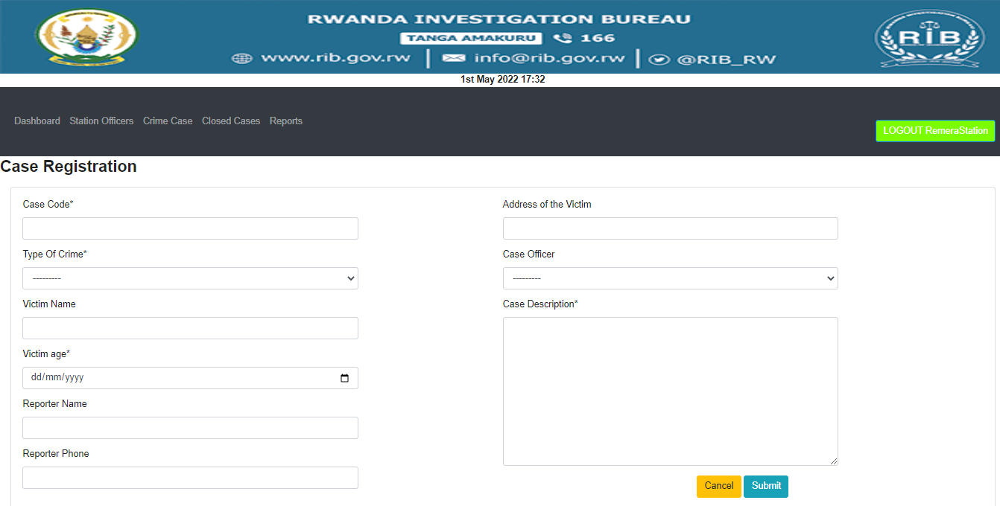 RWANDA INVESTIGATION BUREAU
TANGA AMAKURU 166
www.rib.gov.rw | info@rib.gov.rw | @RIB_RW
RIB
1st May 2022 17:32
Dashboard Station Officers Crime Case Closed Cases Reports
LOGOUT RemeraStation
Case Registration
Case Code*
Type Of Crime*
---------
Victim Name
Victim age*
dd/mm/yyyy
Reporter Name
Reporter Phone
Address of the Victim
Case Officer
---------
Case Description*
Cancel Submit